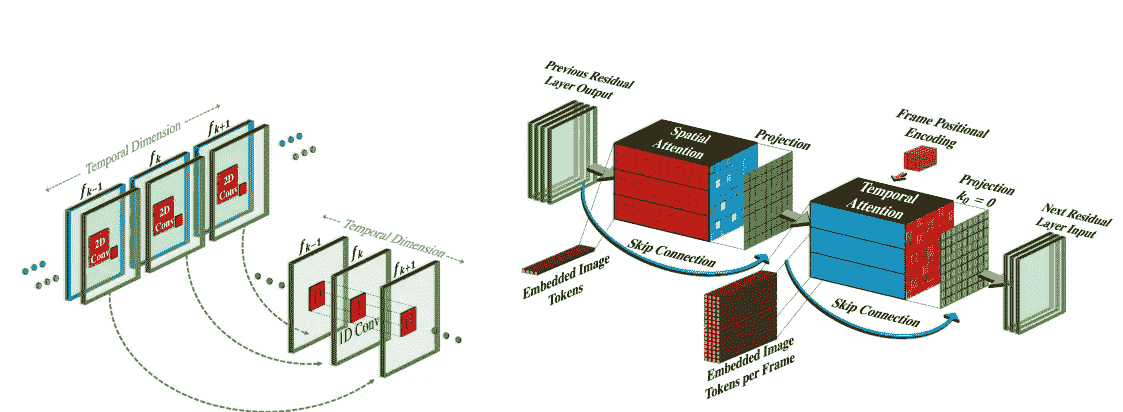 Temporal Dimension
f_{k-1}
f_k
f_{k+1}
2D
Conv
2D
Conv
2D
Conv
Temporal Dimension
f_{k-1}
f_k
f_{k+1}
1D Conv
Previous Residual
Layer Output
Spatial
Attention
Projection
Skip Connection
Embedded Image
Tokens
Frame Positional
Encoding
Temporal
Attention
Projection
k_0 = 0
Skip Connection
Embedded Image
Tokens per Frame
Next Residual
Layer Input